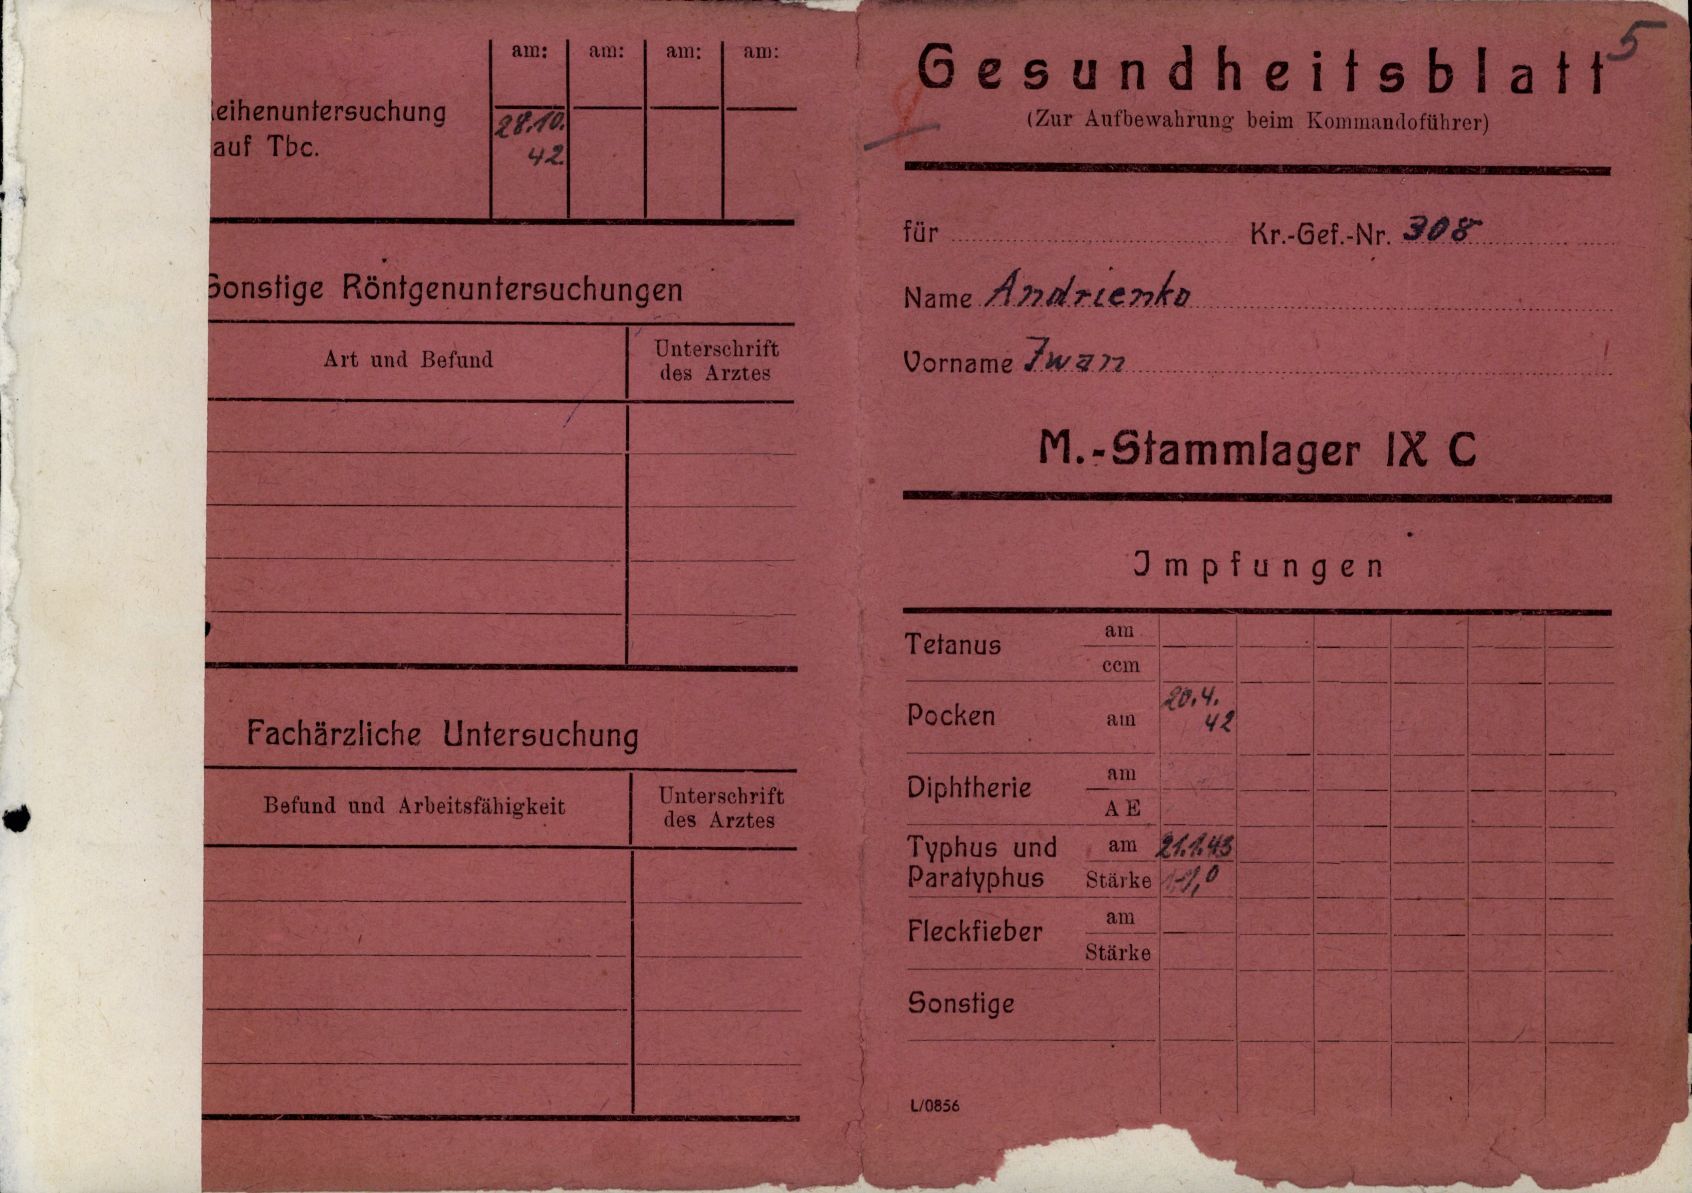 am: am: am: am:
eihenuntersuchung
auf Tbc.
28.10.
42
Sonstige Röntgenuntersuchungen
Art und Befund
Unterschrift
des Arztes
Fachärzliche Untersuchung
Befund und Arbeitsfähigkeit
Unterschrift
des Arztes
5
Gesundheitsblatt
(Zur Aufbewahrung beim Kommandoführer)
für Kr.-Gef.-Nr. 308
Name Andrienko
Vorname Iwan
M.-Stammlager IX C
Impfungen
Tetanus am
ccm
Pocken am 20.4.
42
Diphtherie am
A E
Typhus und am 21.1.43
Paratyphus Stärke
Fleckfieber am
Stärke
Sonstige
L/0856